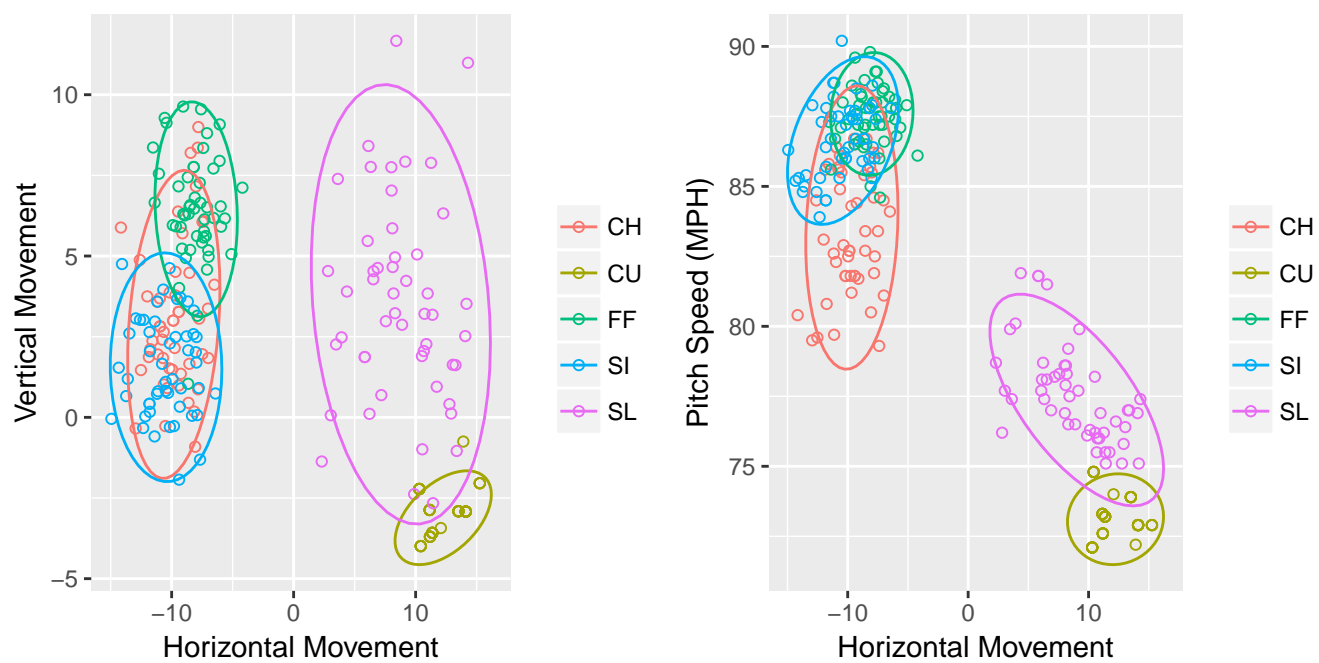 Vertical Movement
10
5
0
−5
−10
0
10
Horizontal Movement
CH
CU
FF
SI
SL
Pitch Speed (MPH)
90
85
80
75
−10
0
10
Horizontal Movement
CH
CU
FF
SI
SL